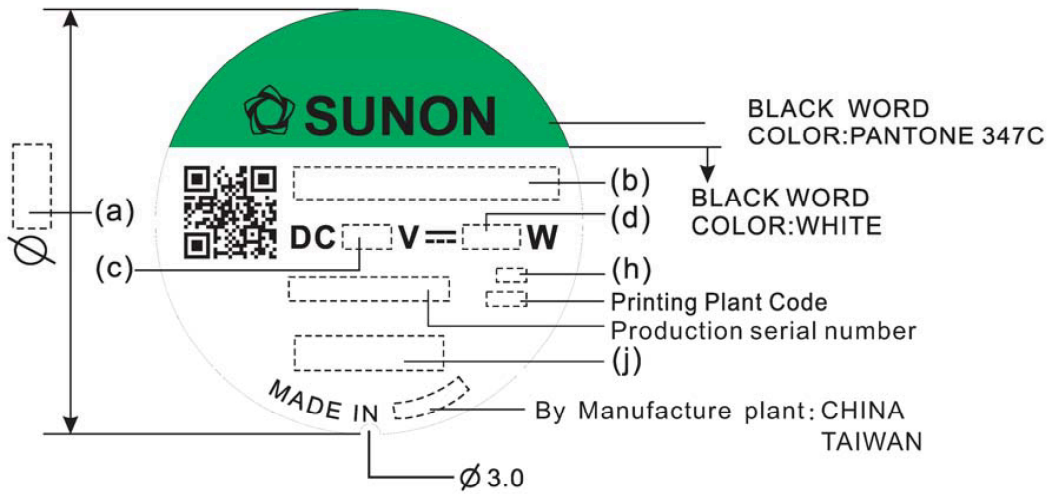 SUNON
BLACK WORD
COLOR:PANTONE 347C
BLACK WORD
COLOR:WHITE
(a)
Ø
(b)
(d)
DC V⎓ W
(c)
(h)
Printing Plant Code
Production serial number
(j)
MADE IN
By Manufacture plant: CHINA
TAIWAN
Ø 3.0